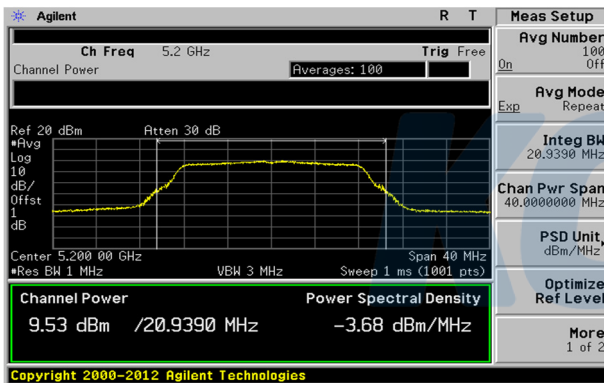 Agilent R T
Ch Freq 5.2 GHz Trig Free
Channel Power Averages: 100
Ref 20 dBm Atten 30 dB
#Avg
Log
10
dB/
Offst
1
dB
Center 5.200 00 GHz Span 40 MHz
#Res BW 1 MHz VBW 3 MHz Sweep 1 ms (1001 pts)
Channel Power Power Spectral Density
9.53 dBm /20.9390 MHz -3.68 dBm/MHz
Copyright 2000-2012 Agilent Technologies
Meas Setup
Avg Number
100
On Off
Avg Mode
Exp Repeat
Integ BW
20.9390 MHz
Chan Pwr Span
40.0000000 MHz
PSD Unit
dBm/MHz
Optimize
Ref Level
More
1 of 2